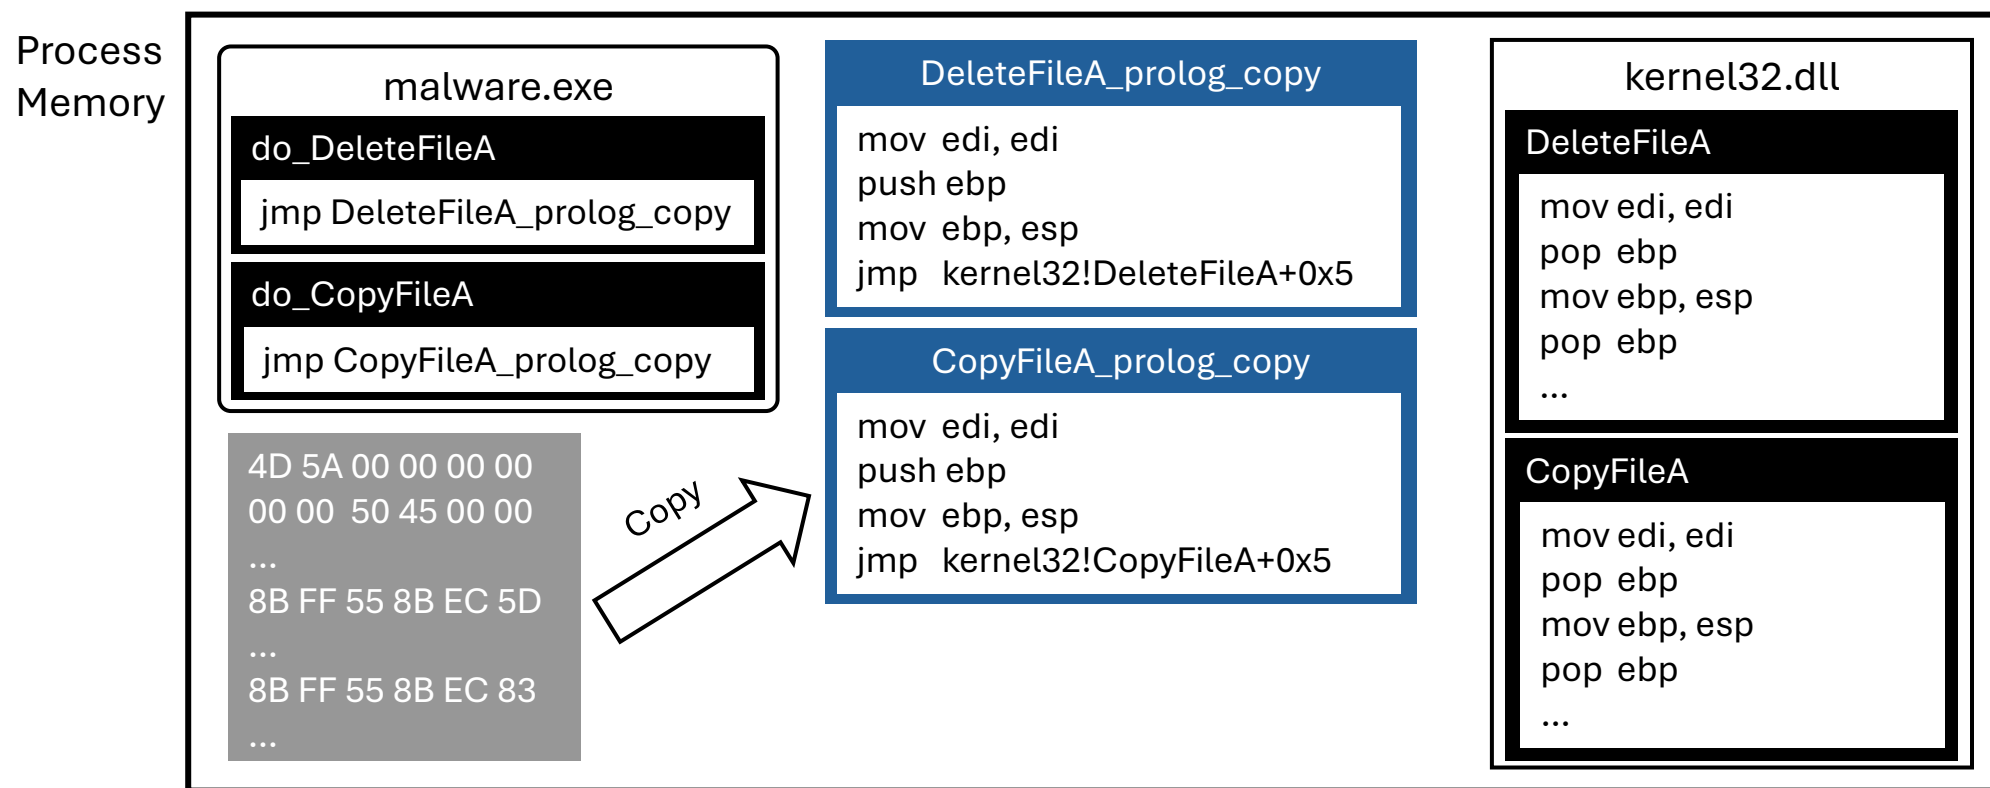 Process
Memory
malware.exe
do_DeleteFileA
jmp DeleteFileA_prolog_copy
do_CopyFileA
jmp CopyFileA_prolog_copy
4D 5A 00 00 00 00
00 00 50 45 00 00
...
8B FF 55 8B EC 5D
...
8B FF 55 8B EC 83
...
Copy
DeleteFileA_prolog_copy
mov edi, edi
push ebp
mov ebp, esp
jmp kernel32!DeleteFileA+0x5
CopyFileA_prolog_copy
mov edi, edi
push ebp
mov ebp, esp
jmp kernel32!CopyFileA+0x5
kernel32.dll
DeleteFileA
mov edi, edi
pop ebp
mov ebp, esp
pop ebp
...
CopyFileA
mov edi, edi
pop ebp
mov ebp, esp
pop ebp
...